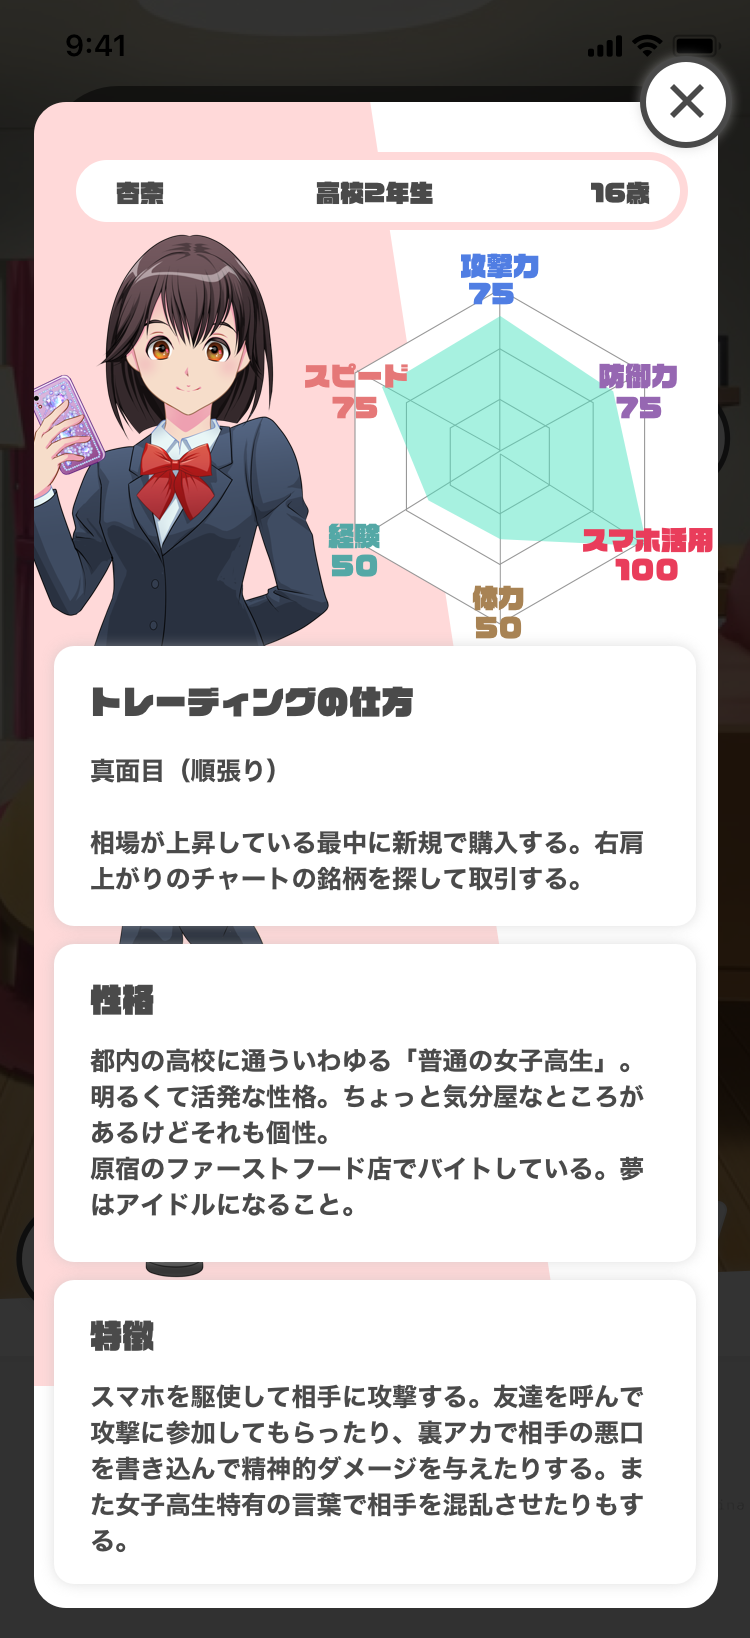 9:41
杏奈 高校2年生 16歳
攻撃力
75
スピード
75
防御力
75
経験
50
スマホ活用
100
体力
50
トレーディングの仕方
真面目（順張り）
相場が上昇している最中に新規で購入する。右肩
上がりのチャートの銘柄を探して取引する。
性格
都内の高校に通ういわゆる「普通の女子高生」。
明るくて活発な性格。ちょっと気分屋なところが
あるけどそれも個性。
原宿のファーストフード店でバイトしている。夢
はアイドルになること。
特徴
スマホを駆使して相手に攻撃する。友達を呼んで
攻撃に参加してもらったり、裏アカで相手の悪口
を書き込んで精神的ダメージを与えたりする。ま
た女子高生特有の言葉で相手を混乱させたりもす
る。